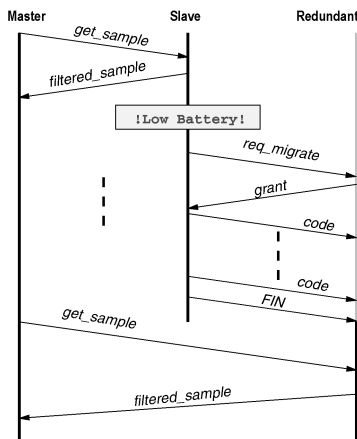 Master Slave Redundant
get_sample
filtered_sample
!Low Battery!
req_migrate
grant
code
code
FIN
get_sample
filtered_sample